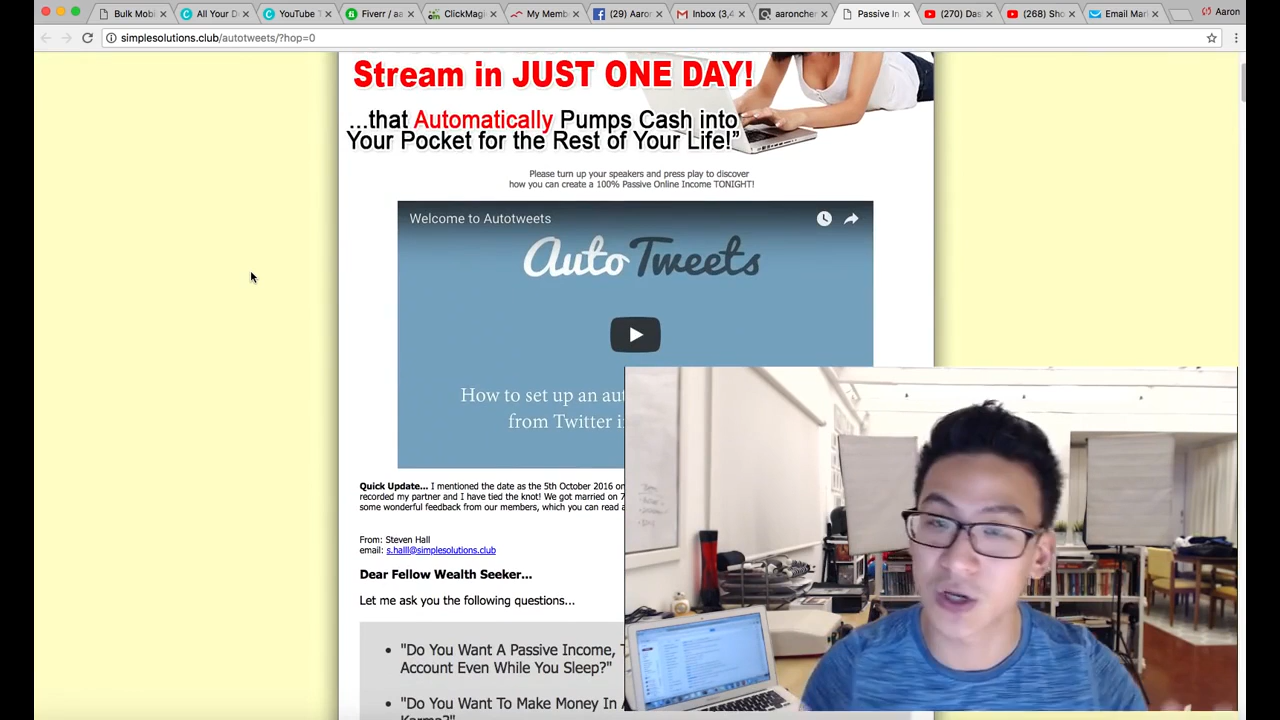 Bulk Mobi
All Your D
YouTube T
Fiverr / aa
ClickMagi
My Memb
(29) Aaron
Inbox (3,4
aaroncher
Passive In
(270) Das
(268) Sho
Email Mar
Aaron
simplesolutions.club/autotweets/?hop=0
Stream in JUST ONE DAY!
...that Automatically Pumps Cash into
Your Pocket for the Rest of Your Life!”
Please turn up your speakers and press play to discover
how you can create a 100% Passive Online Income TONIGHT!
Welcome to Autotweets
Auto Tweets
How to set up an au
from Twitter i
Quick Update... I mentioned the date as the 5th October 2016 on
recorded my partner and I have tied the knot! We got married on 7
some wonderful feedback from our members, which you can read a
From: Steven Hall
email: s.halll@simplesolutions.club
Dear Fellow Wealth Seeker...
Let me ask you the following questions...
• "Do You Want A Passive Income, T
Account Even While You Sleep?"
• "Do You Want To Make Money In A
Karma?"